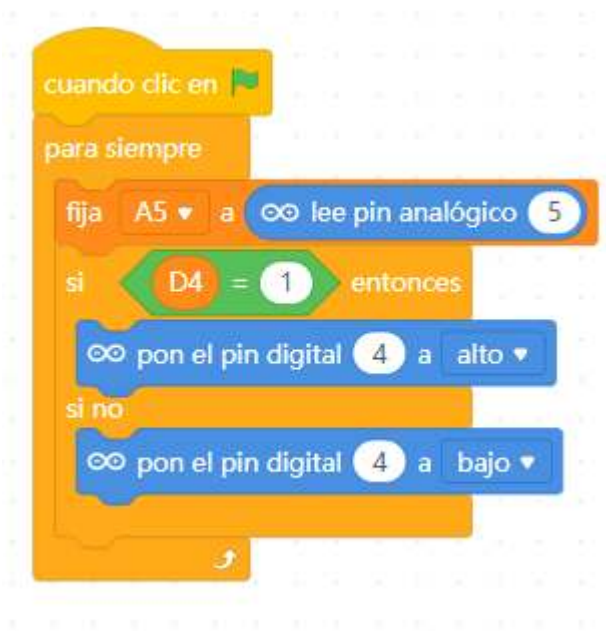 cuando clic en
para siempre
fija A5 a lee pin analógico 5
si D4 = 1 entonces
pon el pin digital 4 a alto
si no
pon el pin digital 4 a bajo